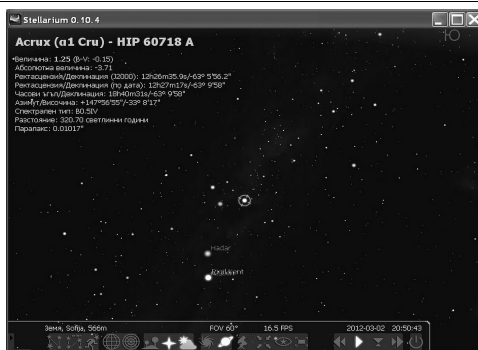 Stellarium 0.10.4
Ю
Acrux (α1 Cru) - HIP 60718 A
Величина: 1.25 (B-V: -0.15)
Абсолютна величина: -3.71
Ректасцензия/Деклинация (J2000): 12h26m35.9s/-63° 5'56.2"
Ректасцензия/Деклинация (по дата): 12h27m17s/-63° 9'58"
Часови ъгъл/Деклинация: 18h40m31s/-63° 9'58"
Азимут/Височина: +147°56'55"/-33° 8'17"
Спектрален тип: B0.5IV
Разстояние: 320.70 светлинни години
Паралакс: 0.01017"
Hadar
Земя, Sofija, 566m
FOV 60°
16.5 FPS
2012-03-02 20:50:43